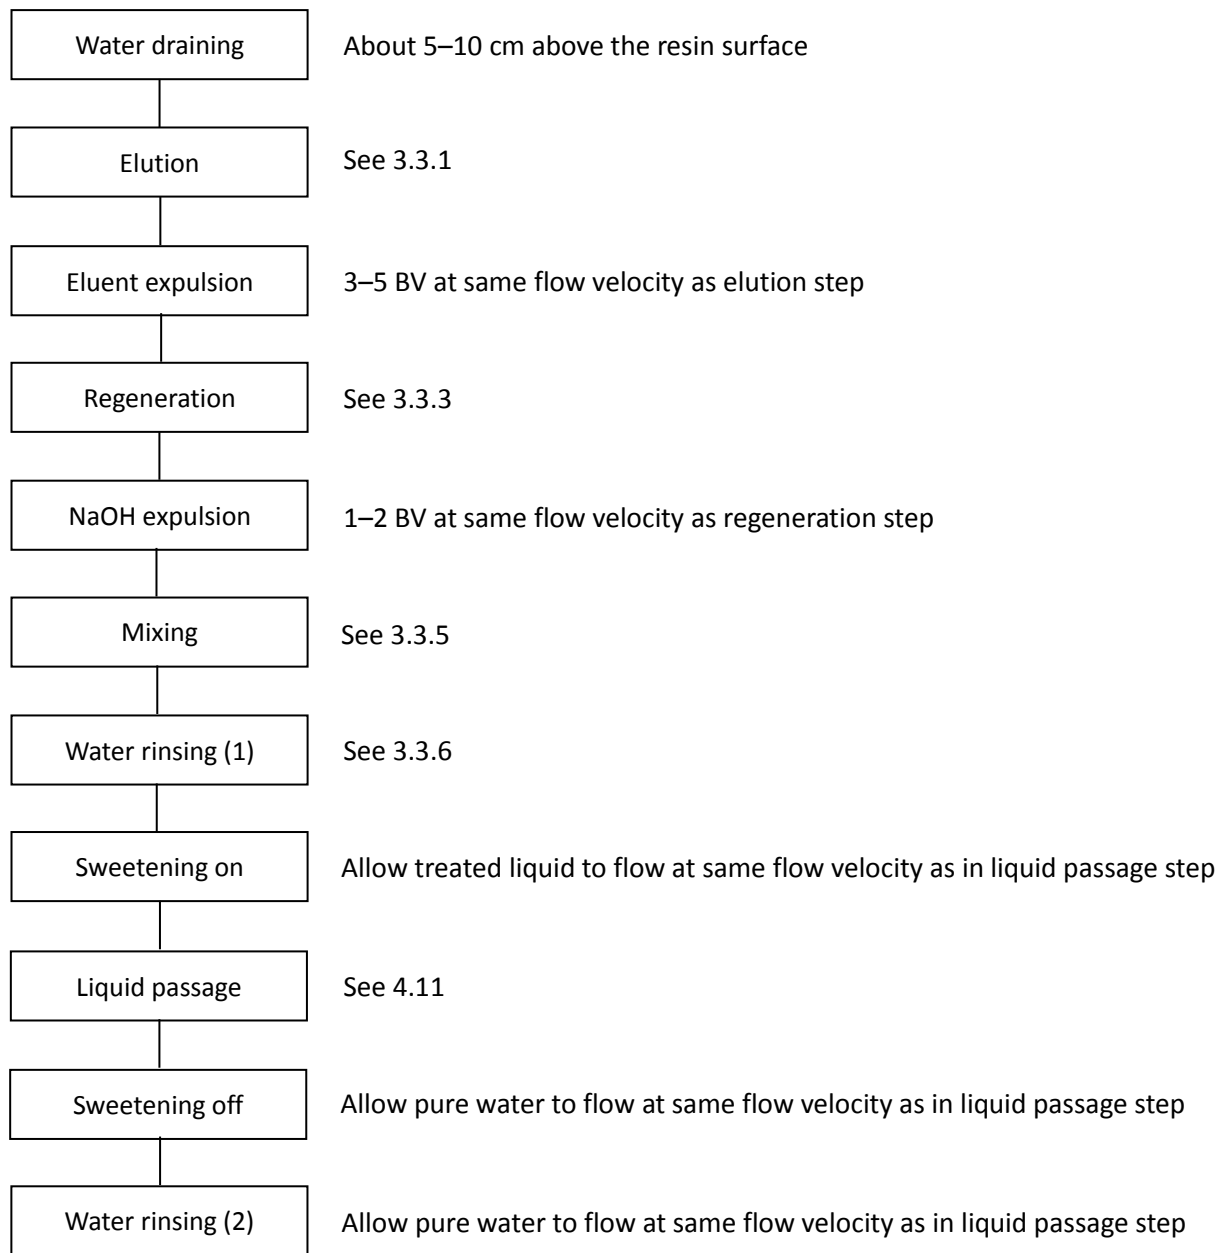 Water draining
About 5–10 cm above the resin surface
Elution
See 3.3.1
Eluent expulsion
3–5 BV at same flow velocity as elution step
Regeneration
See 3.3.3
NaOH expulsion
1–2 BV at same flow velocity as regeneration step
Mixing
See 3.3.5
Water rinsing (1)
See 3.3.6
Sweetening on
Allow treated liquid to flow at same flow velocity as in liquid passage step
Liquid passage
See 4.11
Sweetening off
Allow pure water to flow at same flow velocity as in liquid passage step
Water rinsing (2)
Allow pure water to flow at same flow velocity as in liquid passage step